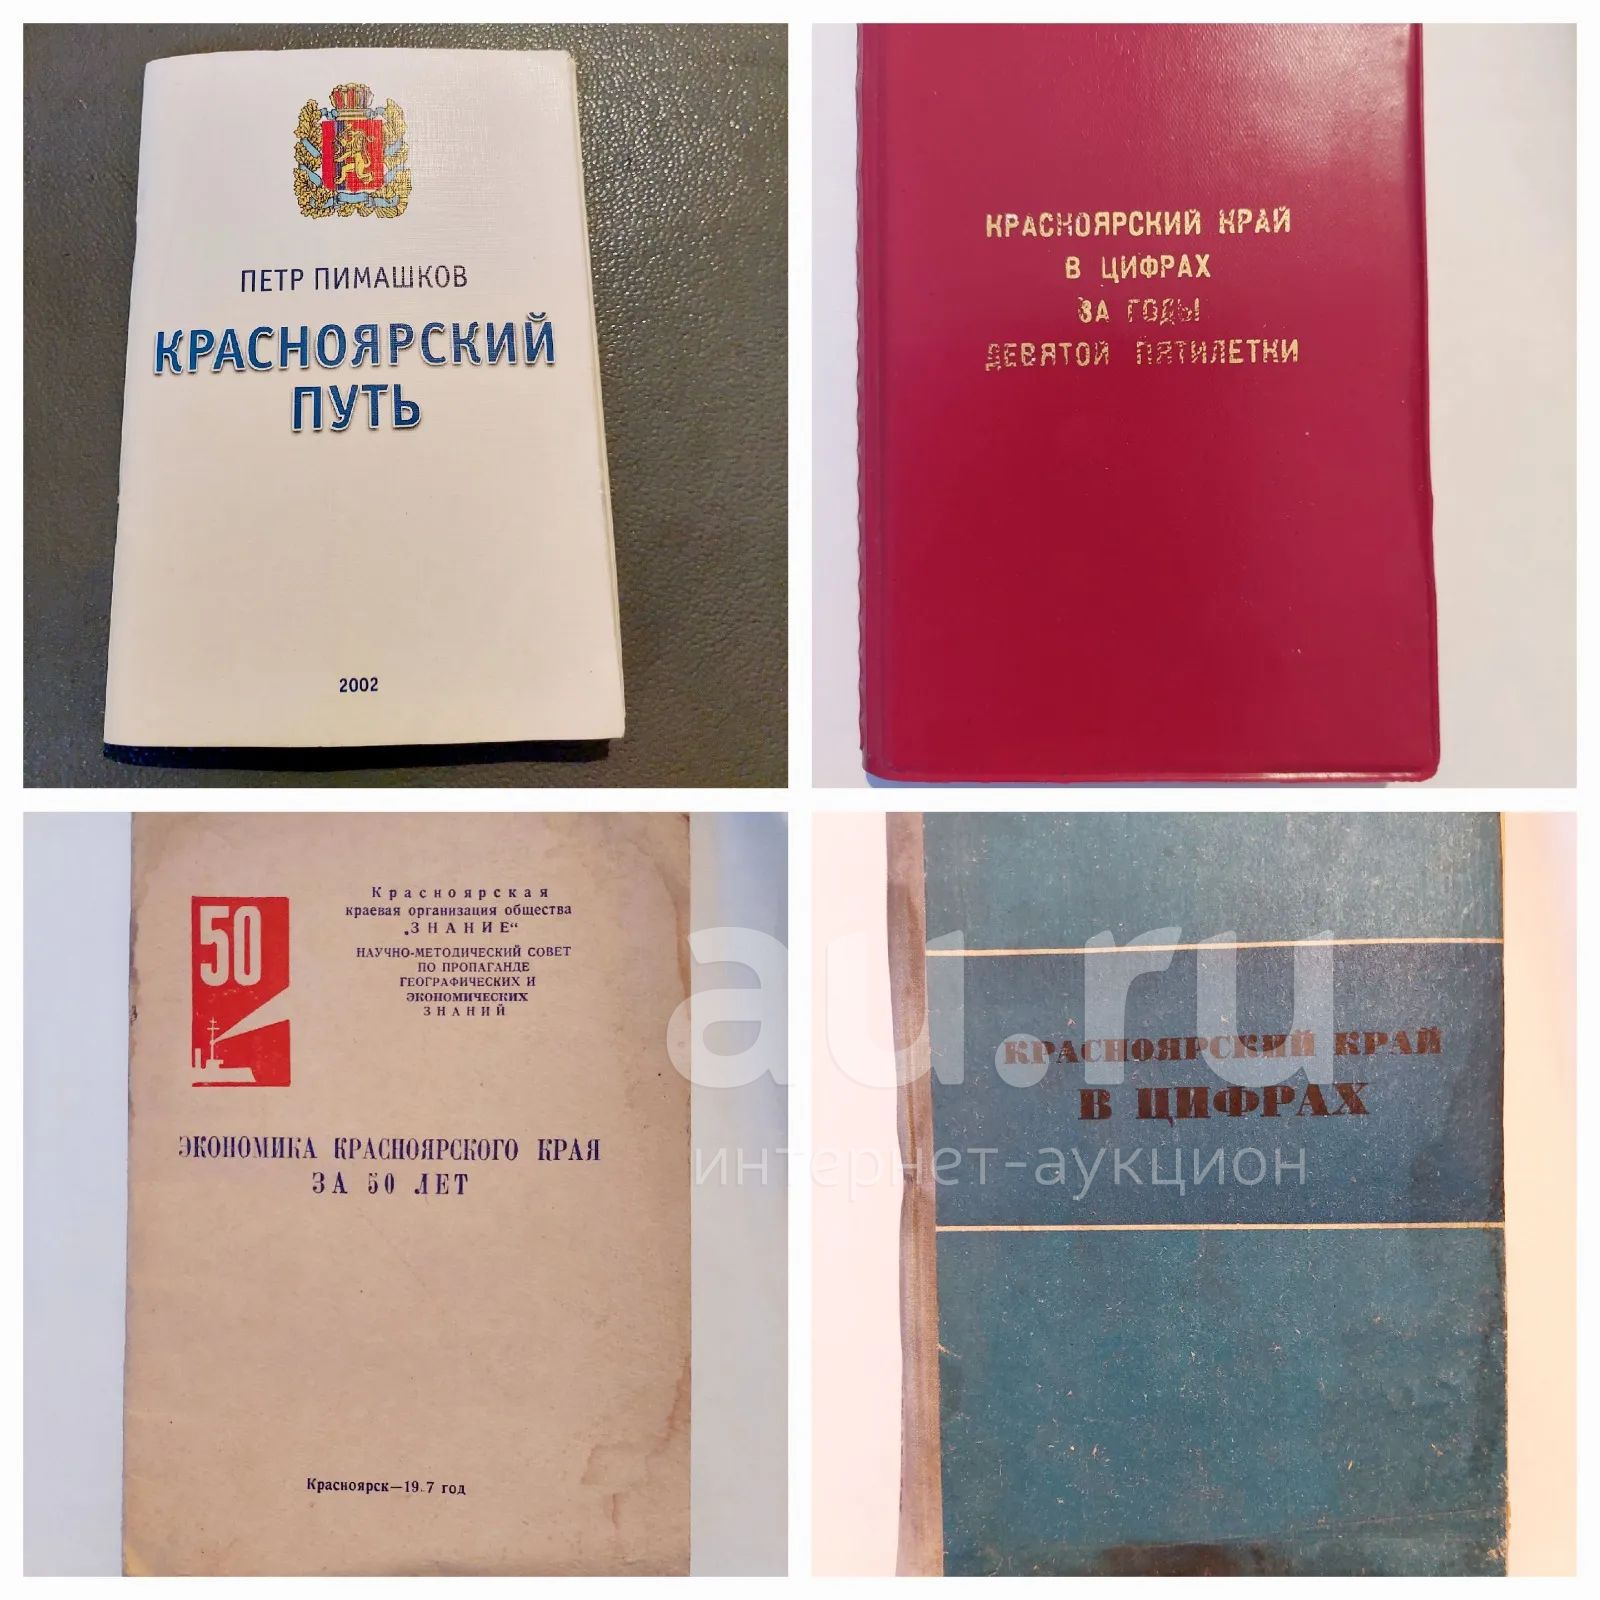 ПЕТР ПИМАШКОВ
КРАСНОЯРСКИЙ
ПУТЬ
2002
КРАСНОЯРСКИЙ КРАЙ
В ЦИФРАХ
ЗА ГОДЫ
ДЕВЯТОЙ ПЯТИЛЕТКИ
50
Красноярская
краевая организация общества
„ЗНАНИЕ“
НАУЧНО-МЕТОДИЧЕСКИЙ СОВЕТ
ПО ПРОПАГАНДЕ
ГЕОГРАФИЧЕСКИХ И
ЭКОНОМИЧЕСКИХ
ЗНАНИЙ
ЭКОНОМИКА КРАСНОЯРСКОГО КРАЯ
ЗА 50 ЛЕТ
Красноярск— год
КРАСНОЯРСКИЙ КРАЙ
В ЦИФРАХ
au.ru
интернет-аукцион